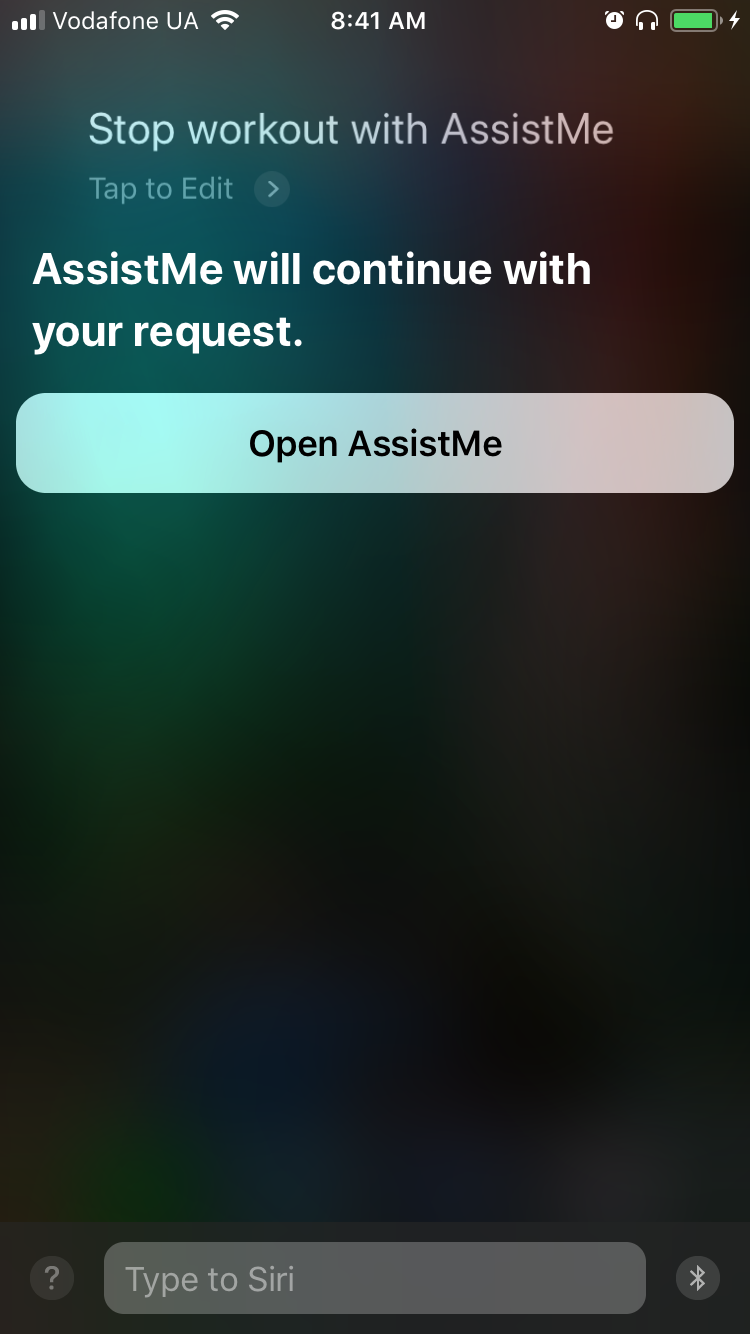 Vodafone UA 8:41 AM
Stop workout with AssistMe
Tap to Edit
AssistMe will continue with
your request.
Open AssistMe
? Type to Siri